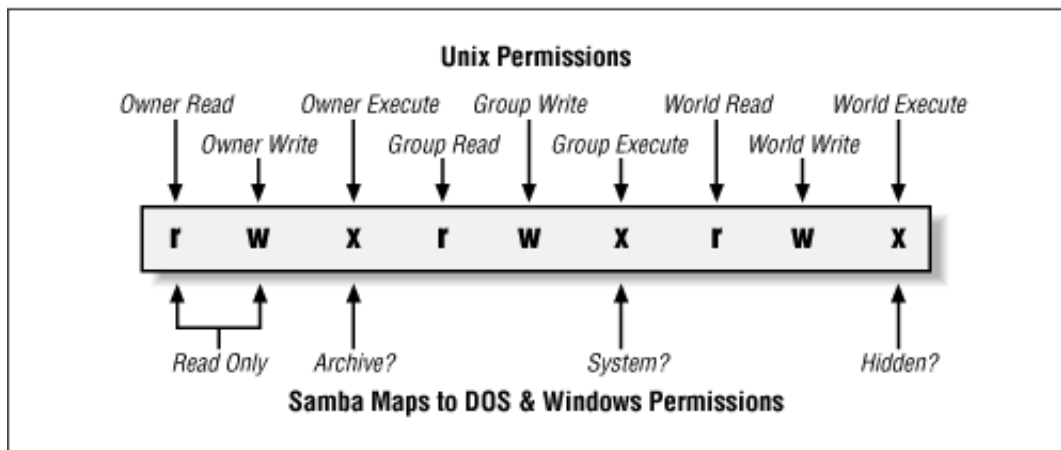 Unix Permissions
Owner Read Owner Execute Group Write World Read World Execute
Owner Write Group Read Group Execute World Write
r w x r w x r w x
Read Only Archive? System? Hidden?
Samba Maps to DOS & Windows Permissions